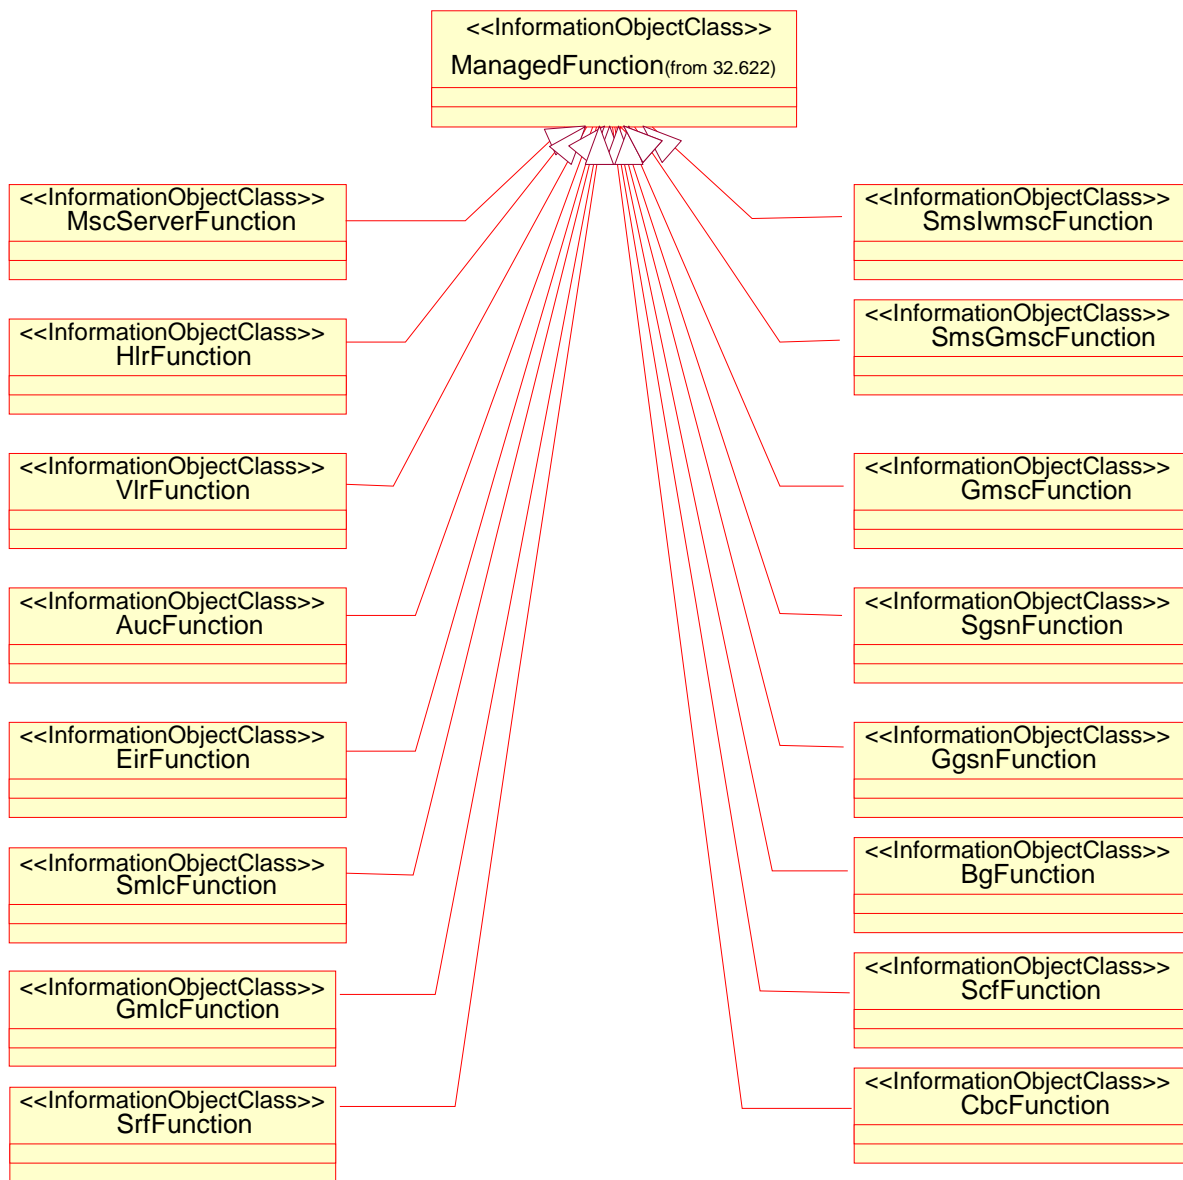 <<InformationObjectClass>>
ManagedFunction(from 32.622)
<<InformationObjectClass>>
MscServerFunction
<<InformationObjectClass>>
HlrFunction
<<InformationObjectClass>>
VlrFunction
<<InformationObjectClass>>
AucFunction
<<InformationObjectClass>>
EirFunction
<<InformationObjectClass>>
SmlcFunction
<<InformationObjectClass>>
GmlcFunction
<<InformationObjectClass>>
SrfFunction
<<InformationObjectClass>>
SmsIwmscFunction
<<InformationObjectClass>>
SmsGmscFunction
<<InformationObjectClass>>
GmscFunction
<<InformationObjectClass>>
SgsnFunction
<<InformationObjectClass>>
GgsnFunction
<<InformationObjectClass>>
BgFunction
<<InformationObjectClass>>
ScfFunction
<<InformationObjectClass>>
CbcFunction